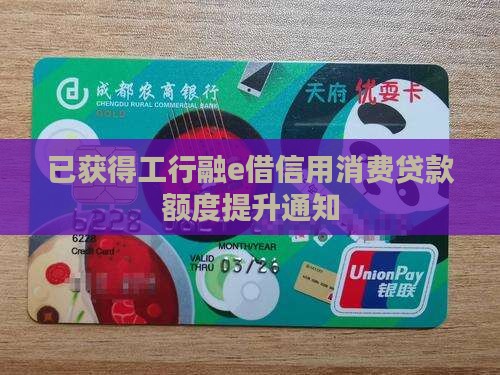 成都农商银行
CHENGDU RURAL COMMERCIAL BANK
GOLD
天府 优耍卡
已获得工行融e借信用消费贷款
额度提升通知
6228
6228
Credit Card
MONTH/YEAR
VALID
THRU
03/26
UnionPay
银联